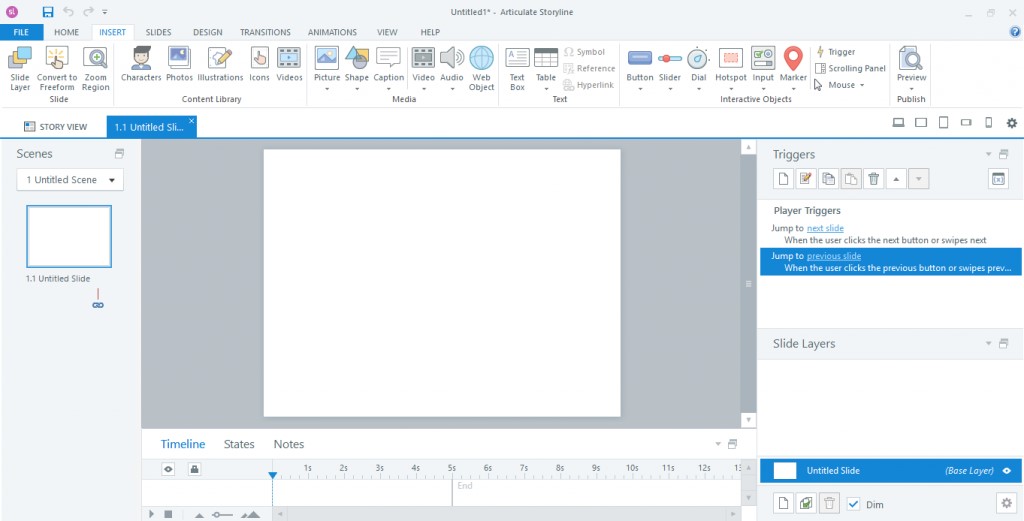 sl
Untitled1* - Articulate Storyline
FILE HOME INSERT SLIDES DESIGN TRANSITIONS ANIMATIONS VIEW HELP
Slide Layer
Convert to Freeform
Zoom Region
Slide
Characters
Photos
Illustrations
Icons
Videos
Content Library
Picture
Shape
Caption
Video
Audio
Web Object
Media
Text Box
Table
Symbol
Reference
Hyperlink
Text
Button
Slider
Dial
Hotspot
Input
Marker
Trigger
Scrolling Panel
Mouse
Interactive Objects
Preview
Publish
STORY VIEW
1.1 Untitled Sli...
Scenes
1 Untitled Scene
1.1 Untitled Slide
Triggers
Player Triggers
Jump to next slide
When the user clicks the next button or swipes next
Jump to previous slide
When the user clicks the previous button or swipes prev...
Slide Layers
Untitled Slide (Base Layer)
Dim
Timeline States Notes
1s 2s 3s 4s 5s 6s 7s 8s 9s 10s 11s 12s
End